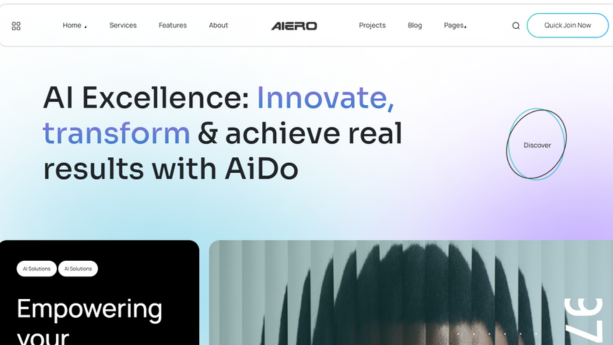 Home Services Features About AIERO Projects Blog Pages Quick Join Now
AI Excellence: Innovate,
transform & achieve real
results with AiDo
Discover
AI Solutions AI Solutions
Empowering
your
97